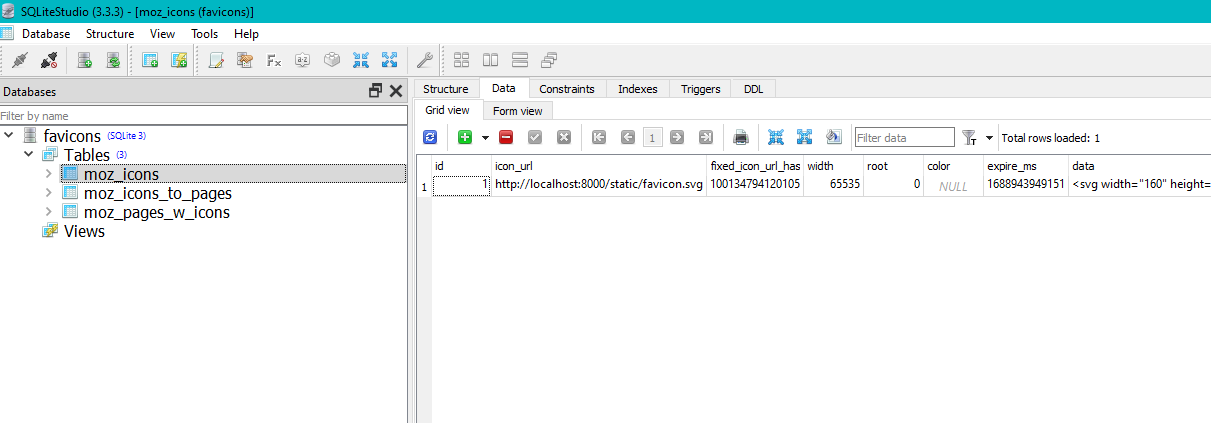 SQLiteStudio (3.3.3) - [moz_icons (favicons)]
Database Structure View Tools Help
Databases
Filter by name
favicons (SQLite 3)
Tables (3)
moz_icons
moz_icons_to_pages
moz_pages_w_icons
Views
Structure Data Constraints Indexes Triggers DDL
Grid view Form view
1 Filter data Total rows loaded: 1
id icon_url fixed_icon_url_has width root color expire_ms data
1 1 http://localhost:8000/static/favicon.svg 100134794120105 65535 0 NULL 1688943949151 <svg width="160" height=